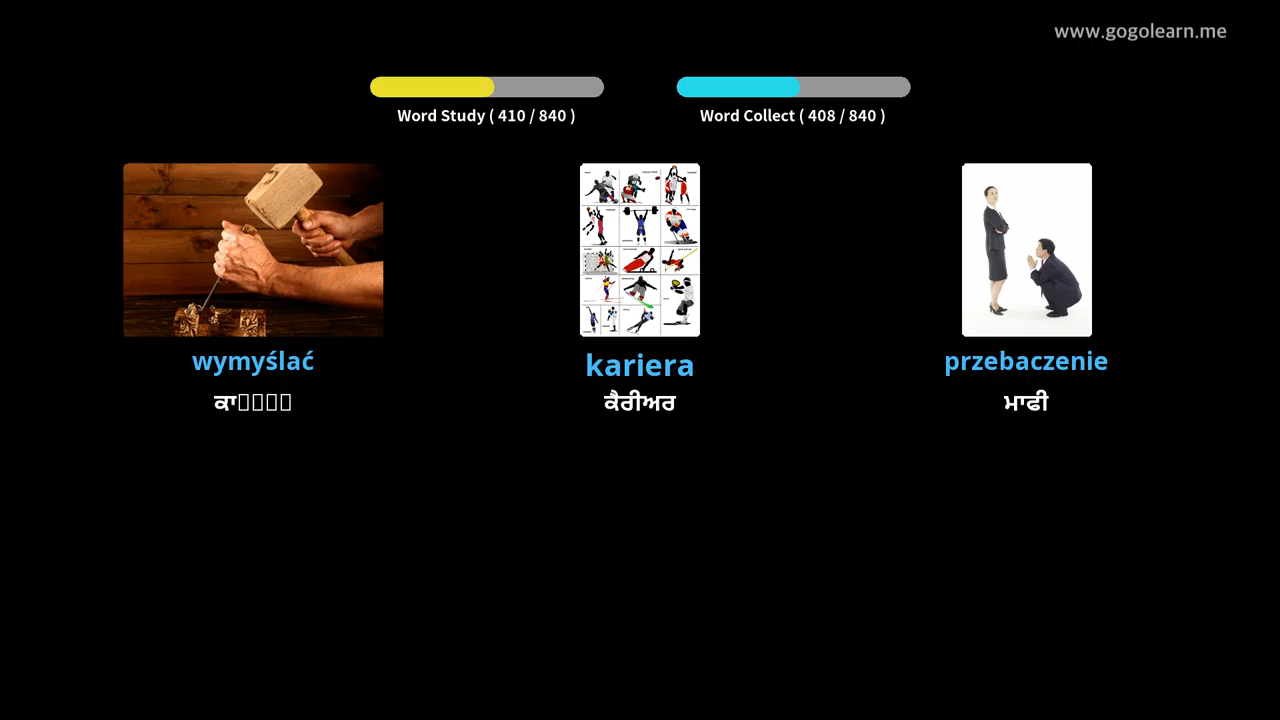 www.gogolearn.me
Word Study ( 410 / 840 )
Word Collect ( 408 / 840 )
wymyślać
kariera
przebaczenie
ਕੈਰੀਅਰ
ਮਾਫੀ